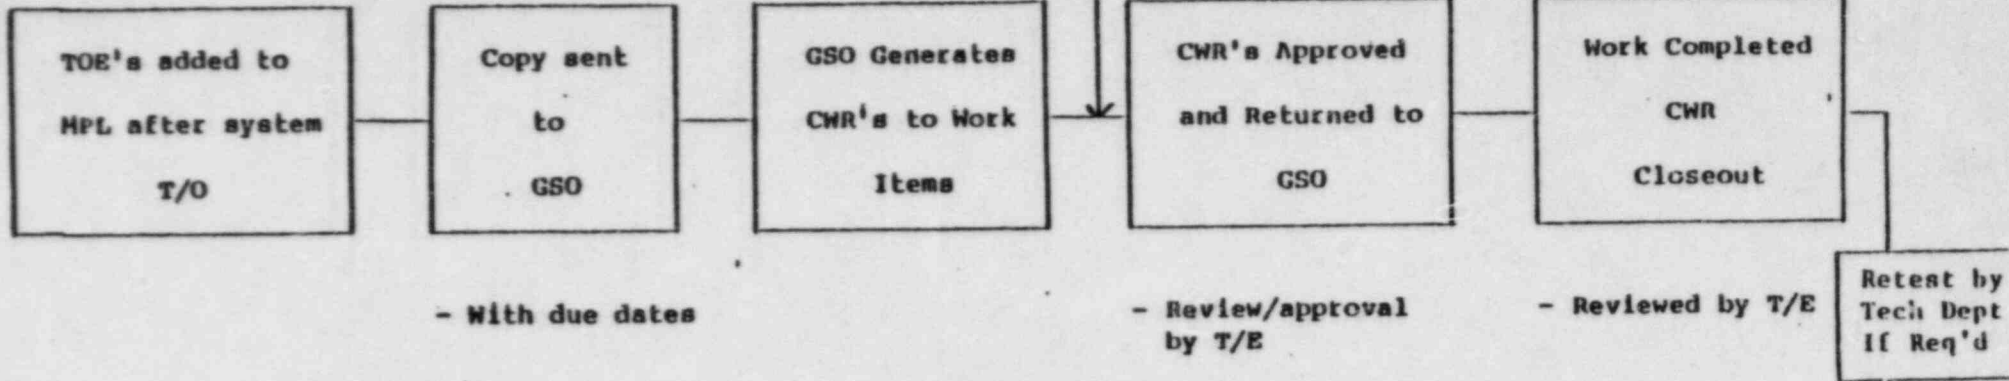 TOE's added to
MPL after system
T/O
Copy sent
to
GSO
GSO Generates
CWR's to Work
Items
CWR's Approved
and Returned to
GSO
Work Completed
CWR
Closeout
- With due dates
- Review/approval
by T/E
- Reviewed by T/E
Retest by
Tech Dept
If Req'd